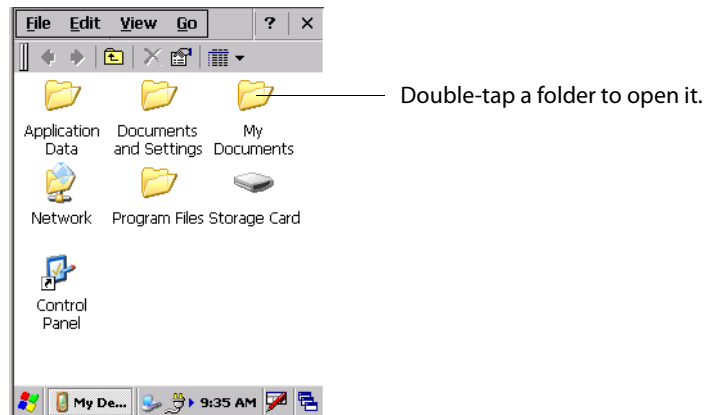 File Edit View Go ? ×
Double-tap a folder to open it.
Application Data
Documents and Settings
My Documents
Network
Program Files
Storage Card
Control Panel
My De...
9:35 AM